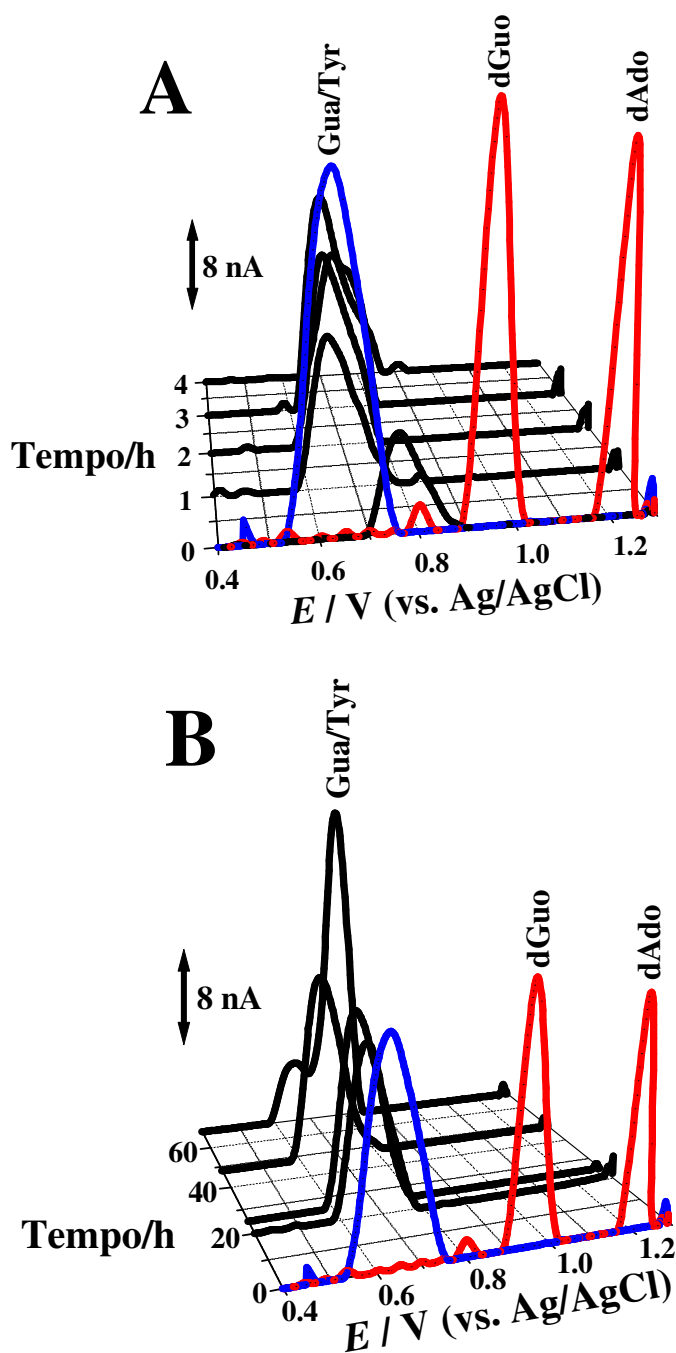 A
Gua/Tyr
dGuo
dAdo
8 nA
4
3
2
1
0
Tempo/h
0.4 0.6 0.8 1.0 1.2
E / V (vs. Ag/AgCl)
B
Gua/Tyr
dGuo
dAdo
8 nA
60
40
20
0
Tempo/h
0.4 0.6 0.8 1.0 1.2
E / V (vs. Ag/AgCl)